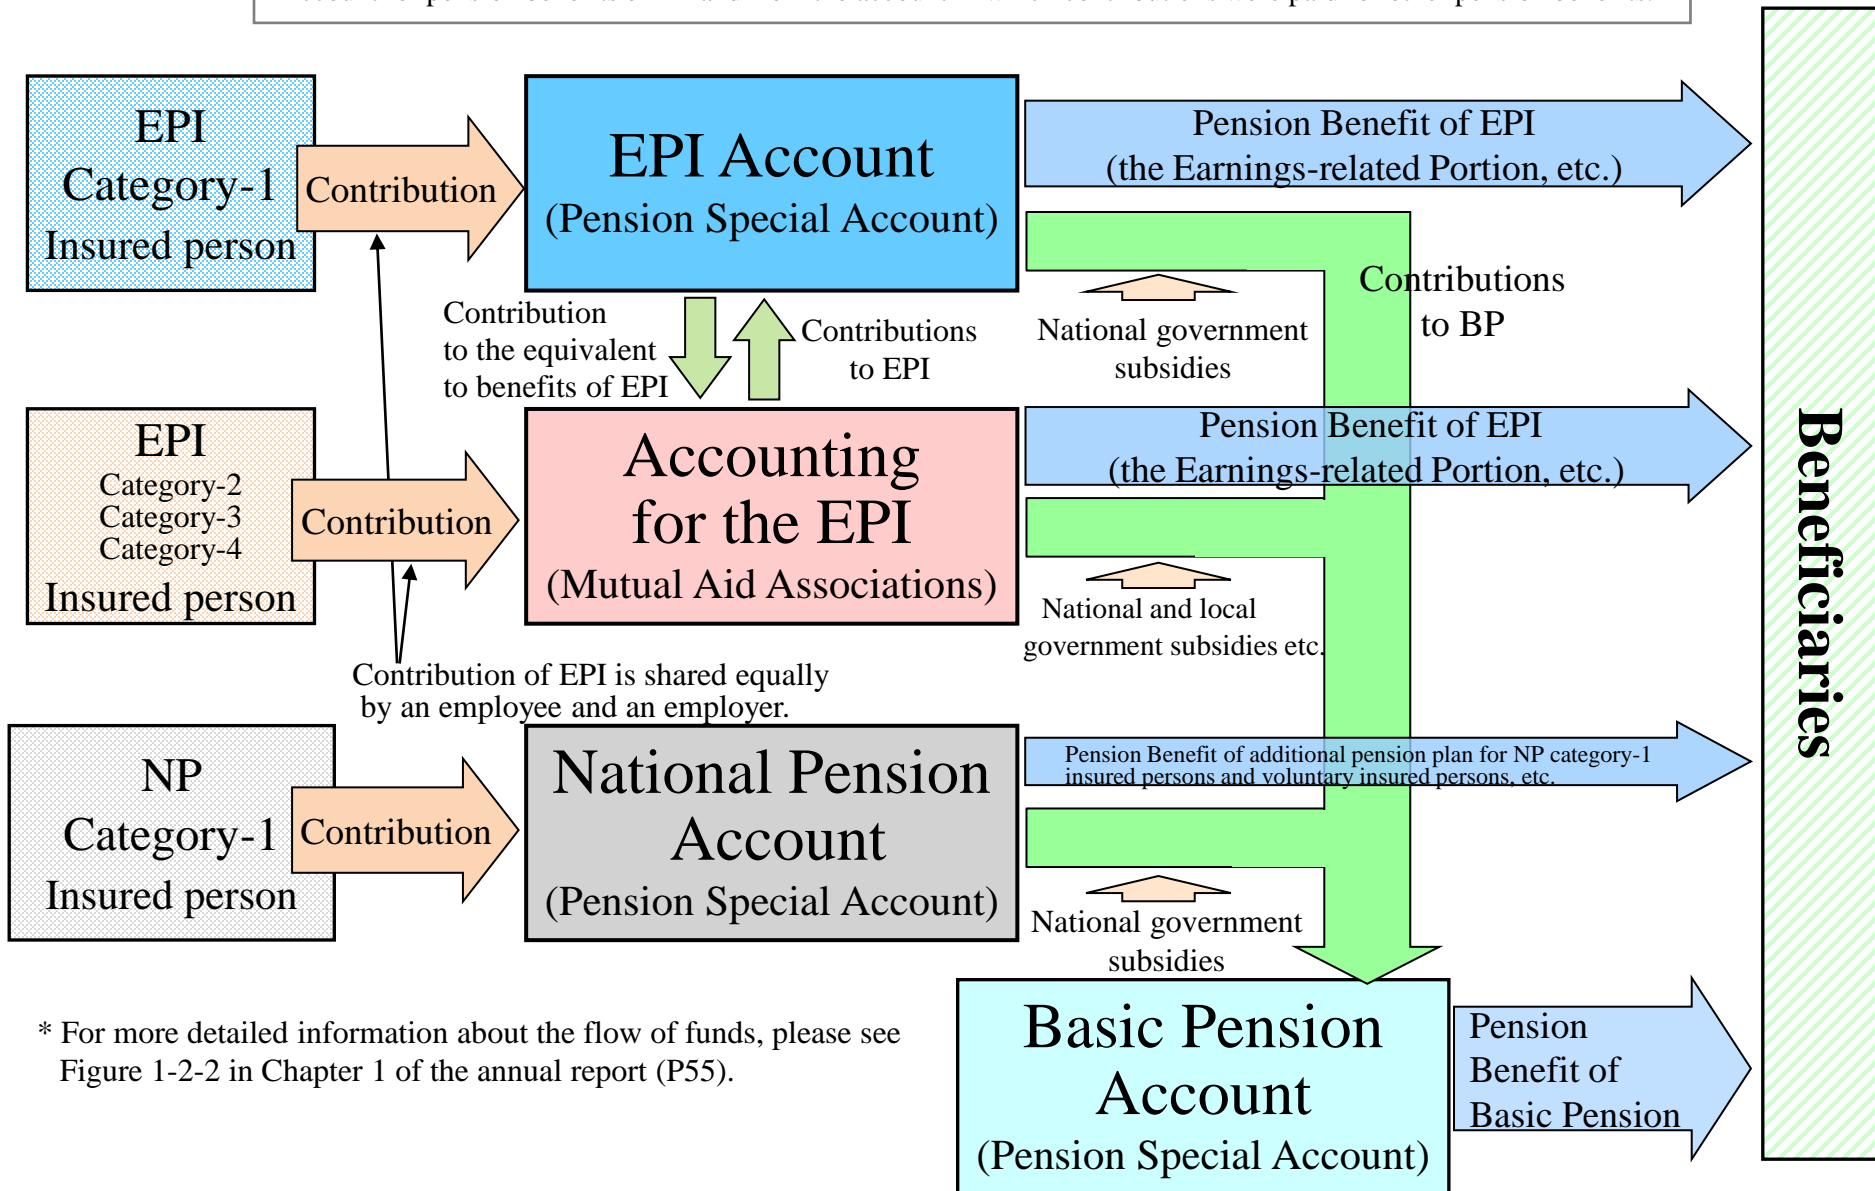 EPI
Category-1
Insured person
Contribution
EPI Account
(Pension Special Account)
Pension Benefit of EPI
(the Earnings-related Portion, etc.)
Contribution
to the equivalent
to benefits of EPI
Contributions
to EPI
National government
subsidies
Contributions
to BP
EPI
Category-2
Category-3
Category-4
Insured person
Contribution
Accounting
for the EPI
(Mutual Aid Associations)
Pension Benefit of EPI
(the Earnings-related Portion, etc.)
National and local
government subsidies etc.
Contribution of EPI is shared equally
by an employee and an employer.
NP
Category-1
Insured person
Contribution
National Pension
Account
(Pension Special Account)
Pension Benefit of additional pension plan for NP category-1
insured persons and voluntary insured persons, etc.
National government
subsidies
Basic Pension
Account
(Pension Special Account)
Pension
Benefit of
Basic Pension
Beneficiaries
* For more detailed information about the flow of funds, please see
Figure 1-2-2 in Chapter 1 of the annual report (P55).